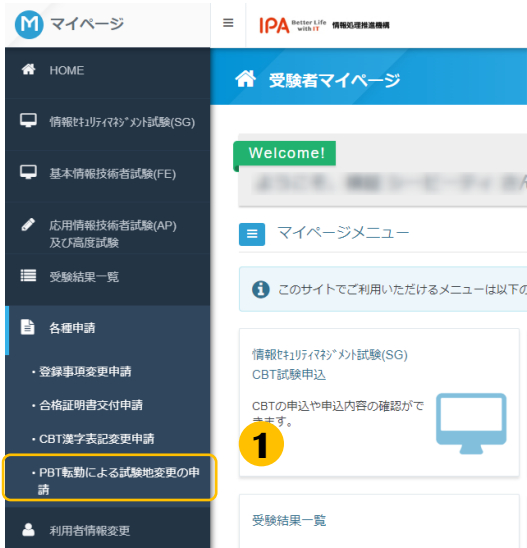 M マイページ
≡ IPA Better Life with IT 情報処理推進機構
HOME
情報ｾｷｭﾘﾃｨﾏﾈｼﾞﾒﾝﾄ試験(SG)
基本情報技術者試験(FE)
応用情報技術者試験(AP)
及び高度試験
受験結果一覧
各種申請
・登録事項変更申請
・合格証明書交付申請
・CBT漢字表記変更申請
・PBT転勤による試験地変更の申
請
利用者情報変更
受験者マイページ
Welcome!
マイページメニュー
このサイトでご利用いただけるメニューは以下の
情報ｾｷｭﾘﾃｨﾏﾈｼﾞﾒﾝﾄ試験(SG)
CBT試験申込
CBTの申込や申込内容の確認がで
きます。
1
受験結果一覧